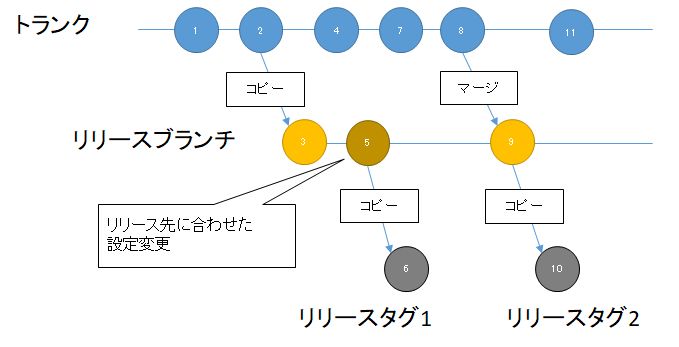 トランク
1
2
4
7
8
11
コピー
マージ
リリースブランチ
3
5
9
コピー
コピー
リリース先に合わせた
設定変更
6
10
リリースタグ1
リリースタグ2